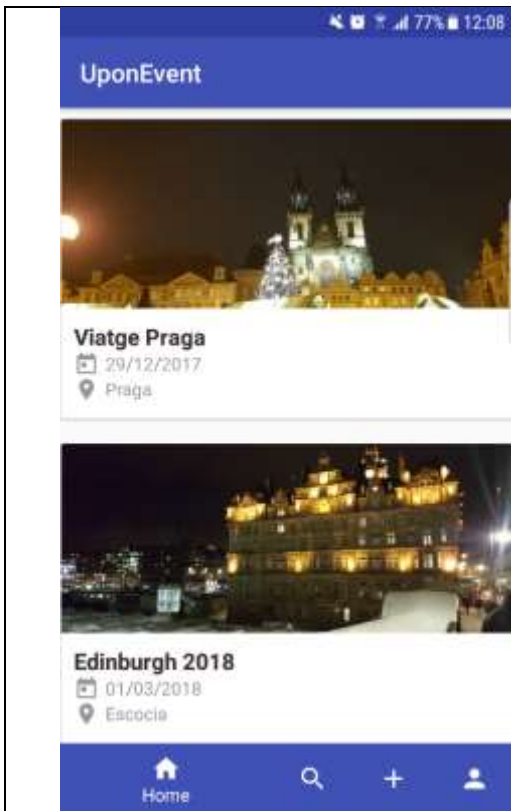 77% 12:08
UponEvent
Viatge Praga
29/12/2017
Praga
Edinburgh 2018
01/03/2018
Escocia
Home